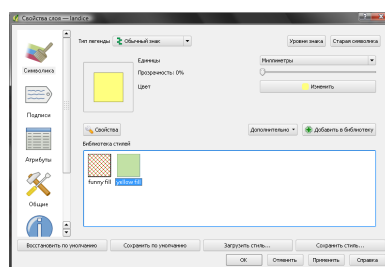 Свойства слоя — landice
Тип легенды Обычный знак Уровни знака Старая символика
Символика
Единицы Миллиметры
Прозрачность: 0%
Цвет Изменить
Подписи
Свойства Дополнительно Добавить в библиотеку
Библиотека стилей
Атрибуты
funny fill yellow fill
Общие
Восстановить по умолчанию Сохранить по умолчанию Загрузить стиль... Сохранить стиль...
OK Отменить Применить Справка